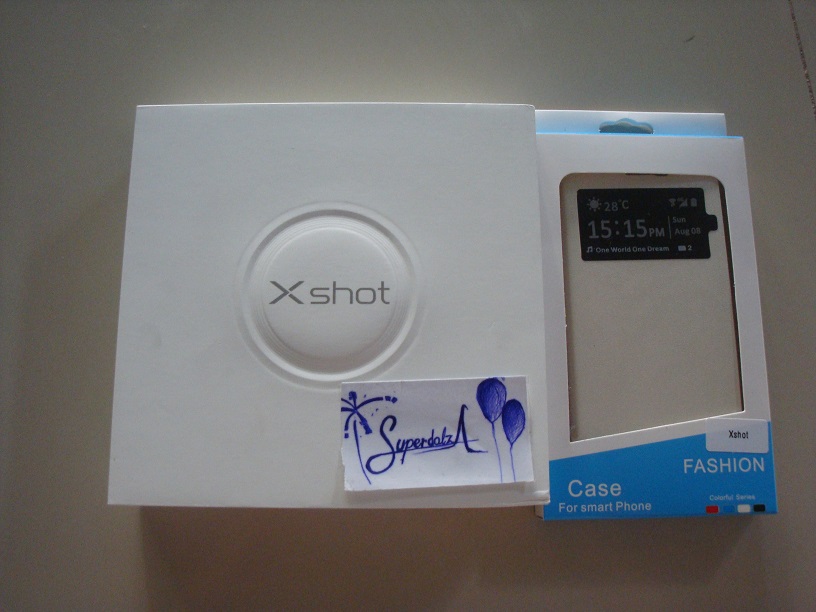 Xshot
SuperdatzA
28°C
15:15PM
Sun
Aug 08
One World One Dream
2
Xshot
FASHION
Case
For smart Phone
Colorful Series